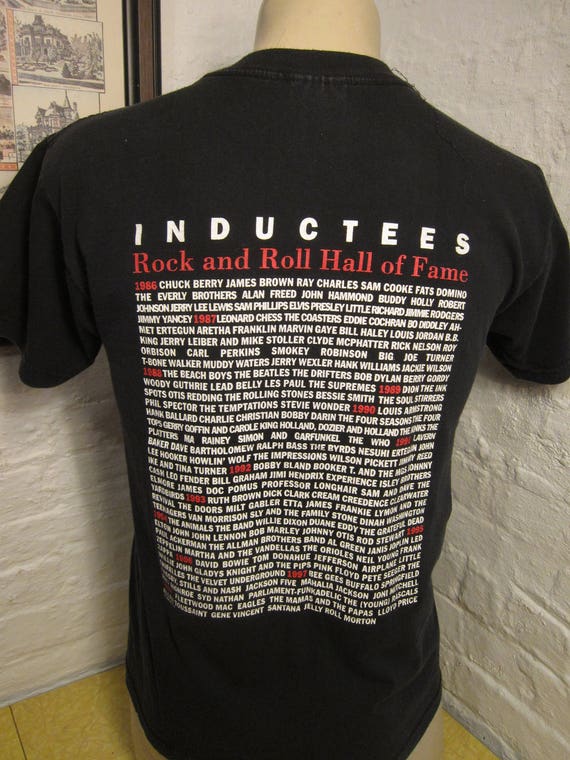 INDUCTEES
Rock and Roll Hall of Fame
1986 CHUCK BERRY JAMES BROWN RAY CHARLES SAM COOKE FATS DOMINO
THE EVERLY BROTHERS ALAN FREED JOHN HAMMOND BUDDY HOLLY ROBERT
JOHNSON JERRY LEE LEWIS SAM PHILLIPS ELVIS PRESLEY LITTLE RICHARD JIMMIE RODGERS
JIMMY YANCEY 1987 LEONARD CHESS THE COASTERS EDDIE COCHRAN BO DIDDLEY AH-
MET ERTEGUN ARETHA FRANKLIN MARVIN GAYE BILL HALEY LOUIS JORDAN B.B.
KING JERRY LEIBER AND MIKE STOLLER CLYDE MCPHATTER RICK NELSON ROY
ORBISON CARL PERKINS SMOKEY ROBINSON BIG JOE TURNER
T-BONE WALKER MUDDY WATERS JERRY WEXLER HANK WILLIAMS JACKIE WILSON
1988 THE BEACH BOYS THE BEATLES THE DRIFTERS BOB DYLAN BERRY GORDY
WOODY GUTHRIE LEAD BELLY LES PAUL THE SUPREMES 1989 DION THE INK
SPOTS OTIS REDDING THE ROLLING STONES BESSIE SMITH THE SOUL STIRRERS
PHIL SPECTOR THE TEMPTATIONS STEVIE WONDER 1990 LOUIS ARMSTRONG
HANK BALLARD CHARLIE CHRISTIAN BOBBY DARIN THE FOUR SEASONS THE FOUR
TOPS GERRY GOFFIN AND CAROLE KING HOLLAND, DOZIER AND HOLLAND THE KINKS THE
PLATTERS MA RAINEY SIMON AND GARFUNKEL THE WHO 1991 LAVERN
BAKER DAVE BARTHOLOMEW RALPH BASS THE BYRDS NESUHI ERTEGUN JOHN
LEE HOOKER HOWLIN' WOLF THE IMPRESSIONS WILSON PICKETT JIMMY REED
IKE AND TINA TURNER 1992 BOBBY BLAND BOOKER T. AND THE MGS JOHNNY
CASH LEO FENDER BILL GRAHAM JIMI HENDRIX EXPERIENCE ISLEY BROTHERS
ELMORE JAMES DOC POMUS PROFESSOR LONGHAIR SAM AND DAVE THE
YARDBIRDS 1993 RUTH BROWN DICK CLARK CREAM CREEDENCE CLEARWATER
REVIVAL THE DOORS MILT GABLER ETTA JAMES FRANKIE LYMON AND THE
TEENAGERS VAN MORRISON SLY AND THE FAMILY STONE DINAH WASHINGTON
THE ANIMALS THE BAND WILLIE DIXON DUANE EDDY THE GRATEFUL DEAD
ELTON JOHN JOHN LENNON BOB MARLEY JOHNNY OTIS ROD STEWART 1995
PAUL ACKERMAN THE ALLMAN BROTHERS BAND AL GREEN JANIS JOPLIN LED
ZEPPELIN MARTHA AND THE VANDELLAS THE ORIOLES NEIL YOUNG FRANK
1996 DAVID BOWIE TOM DONAHUE JEFFERSON AIRPLANE LITTLE
WILLIE JOHN GLADYS KNIGHT AND THE PIPS PINK FLOYD PETE SEEGER THE
THE VELVET UNDERGROUND 1997 BEE GEES BUFFALO SPRINGFIELD
STILLS AND NASH JACKSON FIVE MAHALIA JACKSON JONI MITCHELL
MONROE SYD NATHAN PARLIAMENT-FUNKADELIC THE (YOUNG) RASCALS
FLEETWOOD MAC EAGLES THE MAMAS AND THE PAPAS LLOYD PRICE
TOUSSAINT GENE VINCENT SANTANA JELLY ROLL MORTON